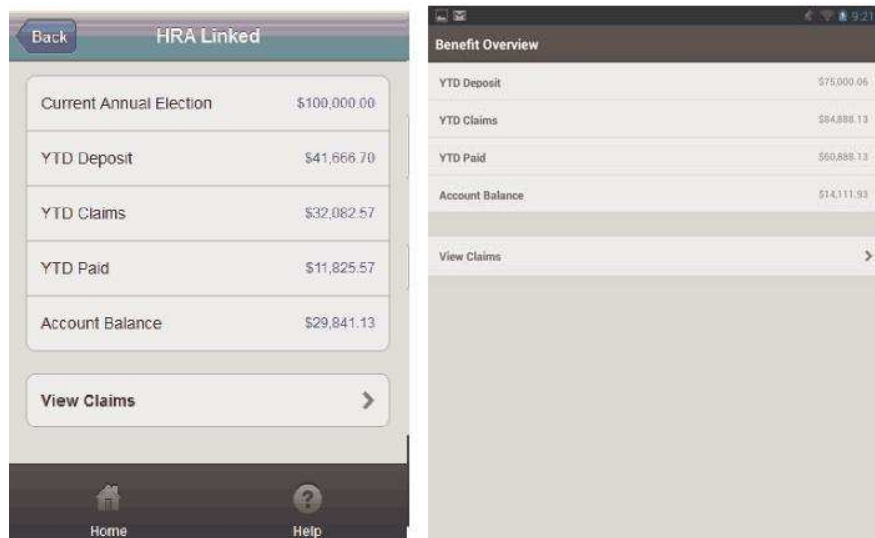 Back HRA Linked
Current Annual Election $100,000.00
YTD Deposit $41,666.70
YTD Claims $32,082.57
YTD Paid $11,825.57
Account Balance $29,841.13
View Claims
Home Help
9:21
Benefit Overview
YTD Deposit $75,000.06
YTD Claims $84,888.13
YTD Paid $60,888.13
Account Balance $14,111.93
View Claims